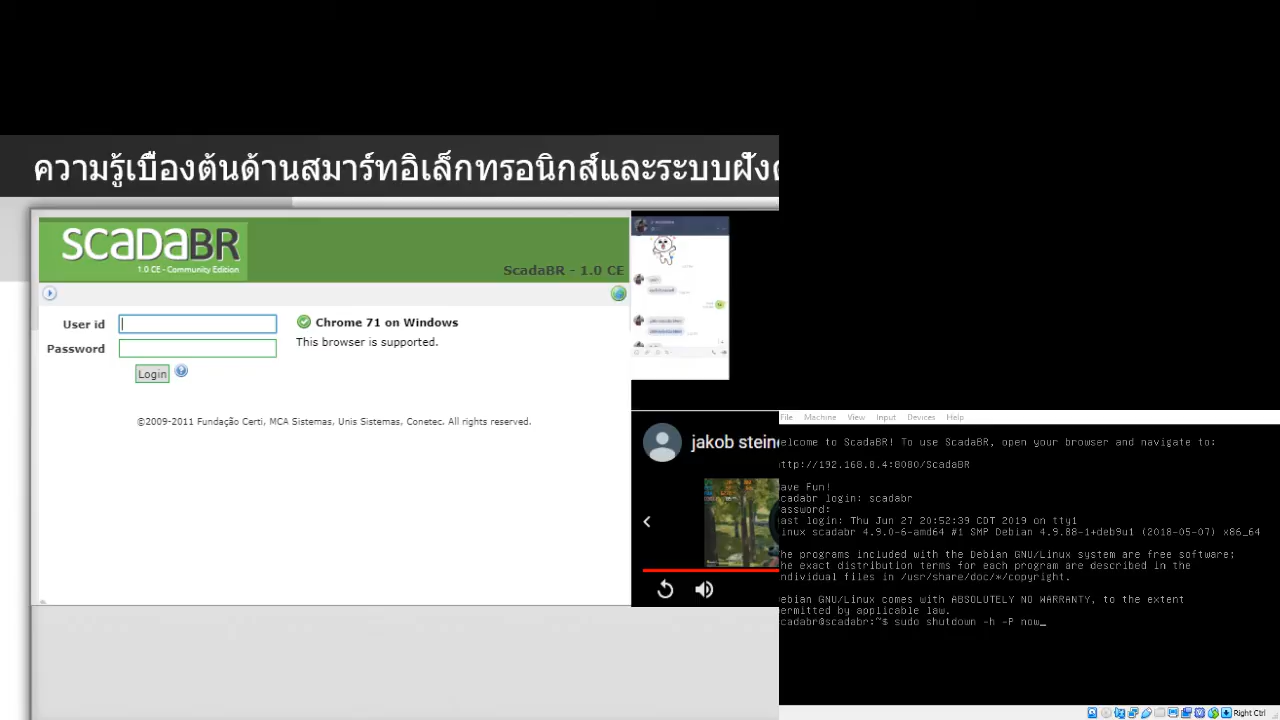 ความรู้เบื้องต้นด้านสมาร์ทอิเล็กทรอนิกส์และระบบฝังต
scadaBR
1.0 CE - Community Edition
ScadaBR - 1.0 CE
User id
Chrome 71 on Windows
Password
This browser is supported.
Login
©2009-2011 Fundação Certi, MCA Sistemas, Unis Sistemas, Conetec. All rights reserved.
jakob steine
File Machine View Input Devices Help
elcome to ScadaBR! To use ScadaBR, open your browser and navigate to:
ttp://192.168.8.4:8080/ScadaBR
ave Fun!
cadabr login: scadabr
assword:
ast login: Thu Jun 27 20:52:39 CDT 2019 on tty1
inux scadabr 4.9.0-6-amd64 #1 SMP Debian 4.9.88-1+deb9u1 (2018-05-07) x86_64
he programs included with the Debian GNU/Linux system are free software;
he exact distribution terms for each program are described in the
ndividual files in /usr/share/doc/*/copyright.
ebian GNU/Linux comes with ABSOLUTELY NO WARRANTY, to the extent
ermitted by applicable law.
cadabr@scadabr:~$ sudo shutdown -h -P now_
Right Ctrl